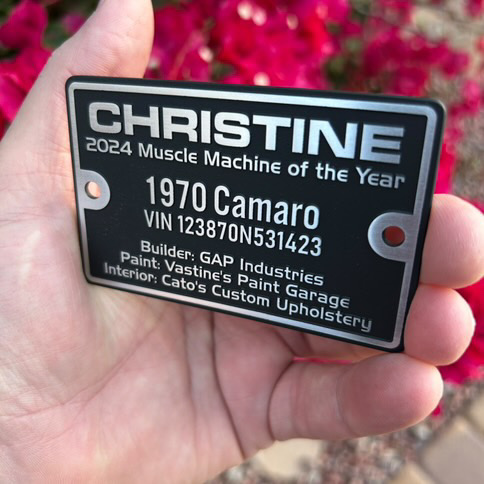 CHRISTINE
2024 Muscle Machine of the Year
1970 Camaro
VIN 123870N531423
Builder: GAP Industries
Paint: Vastine's Paint Garage
Interior: Cato's Custom Upholstery